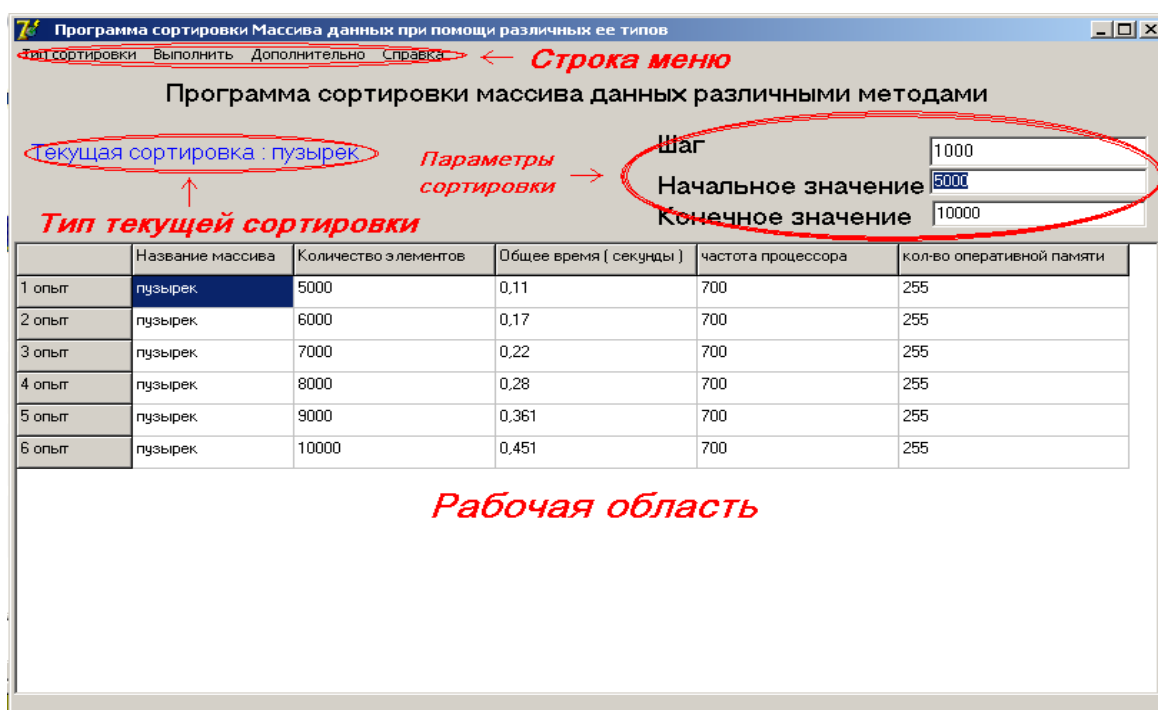 Программа сортировки Массива данных при помощи различных ее типов
Тип сортировки Выполнить Дополнительно Справка
Строка меню
Программа сортировки массива данных различными методами
Текущая сортировка : пузырек
Параметры
сортировки
Шаг 1000
Начальное значение 5000
Конечное значение 10000
Тип текущей сортировки
Название массива Количество элементов Общее время ( секунды ) частота процессора кол-во оперативной памяти
1 опыт пузырек 5000 0,11 700 255
2 опыт пузырек 6000 0,17 700 255
3 опыт пузырек 7000 0,22 700 255
4 опыт пузырек 8000 0,28 700 255
5 опыт пузырек 9000 0,361 700 255
6 опыт пузырек 10000 0,451 700 255
Рабочая область